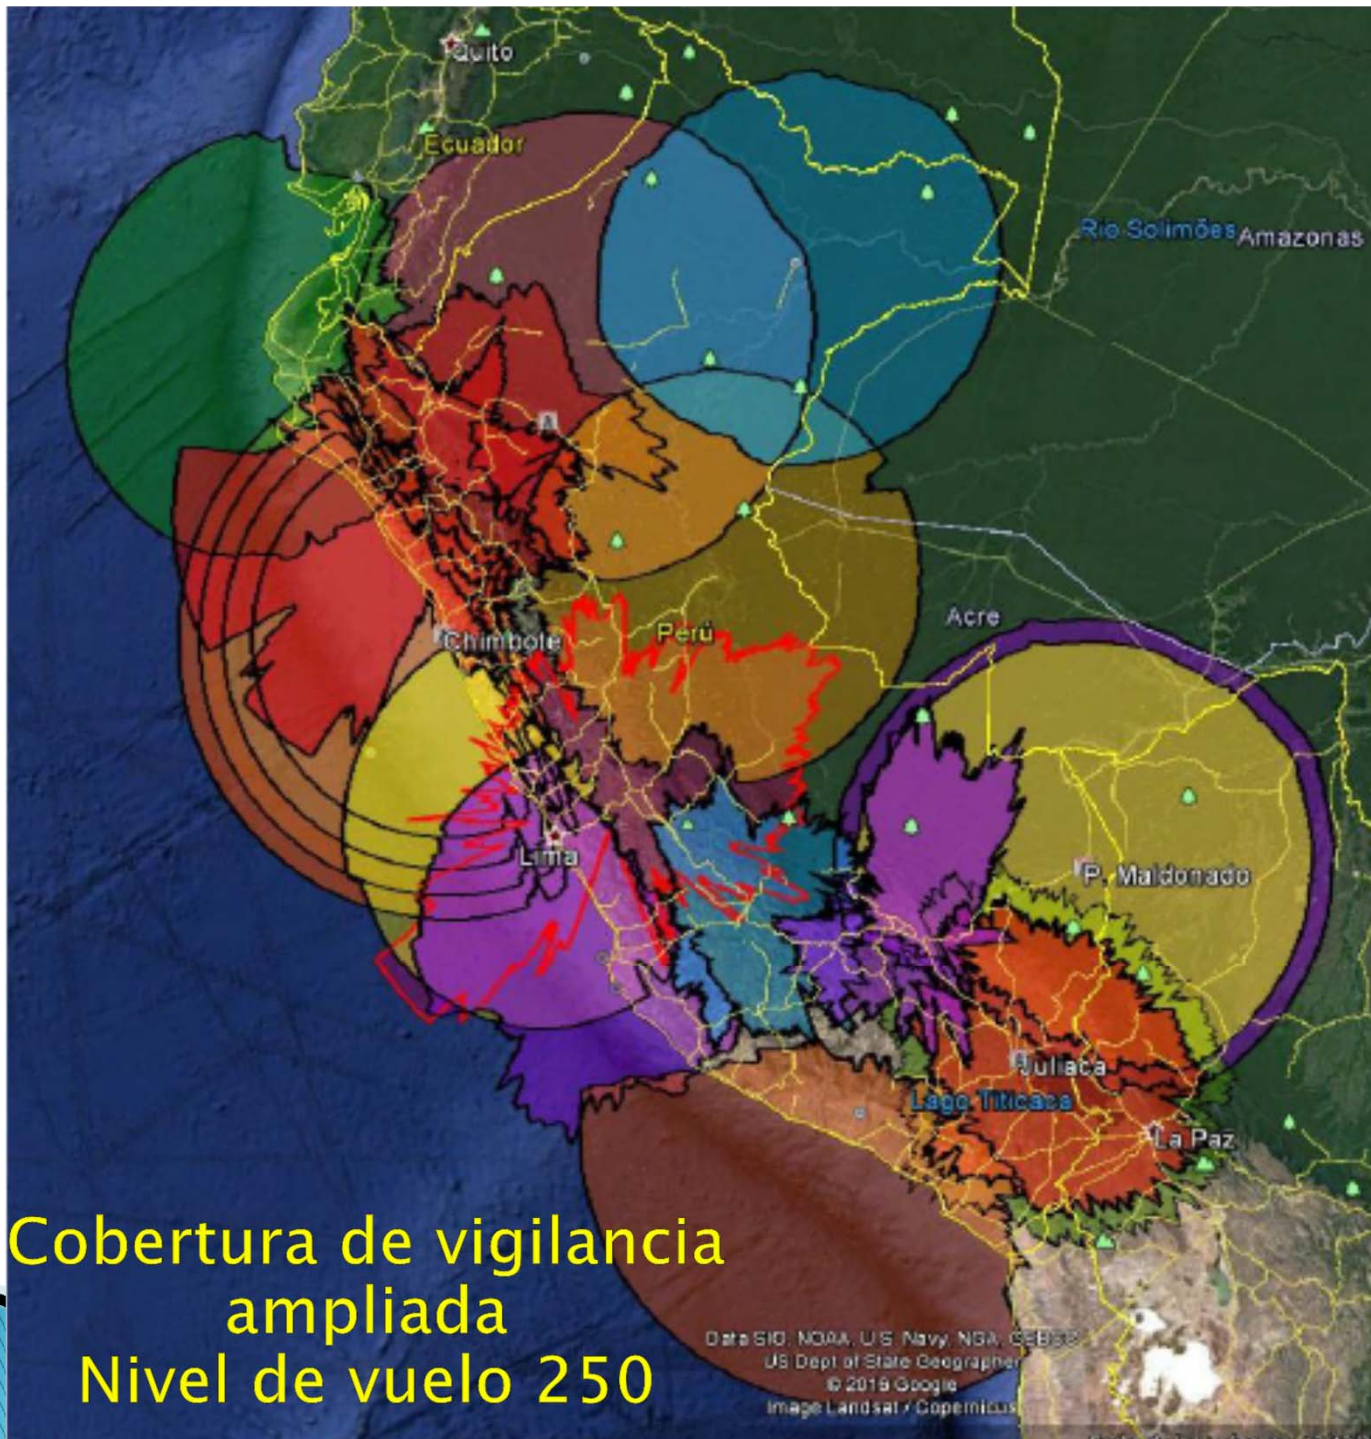 Quito
Ecuador
Rio Solimões Amazonas
Acre
Chimbote
Perú
Lima
P. Maldonado
Juliaca
Lago Titicaca
La Paz
Cobertura de vigilancia
ampliada
Nivel de vuelo 250
Data SIO, NOAA, U.S. Navy, NGA, GEBCO
US Dept of State Geographer
© 2016 Google
Image Landsat / Copernicus